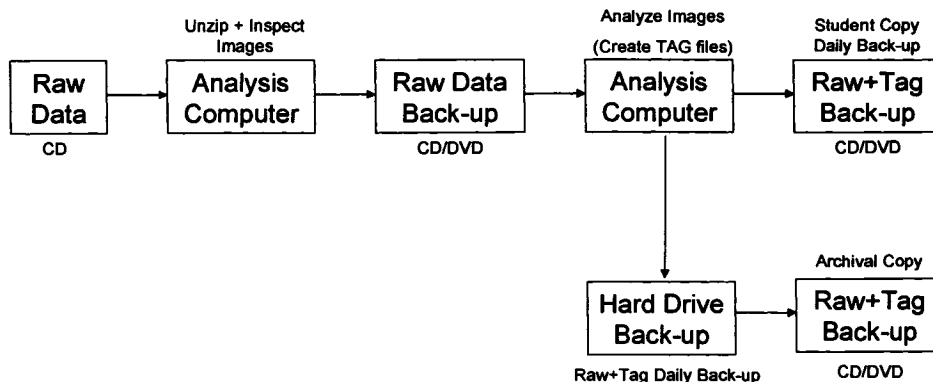 Unzip + Inspect
Images
Raw
Data
CD
Analysis
Computer
Raw Data
Back-up
CD/DVD
Analyze Images
(Create TAG files)
Analysis
Computer
Student Copy
Daily Back-up
Raw+Tag
Back-up
CD/DVD
Hard Drive
Back-up
Raw+Tag Daily Back-up
Archival Copy
Raw+Tag
Back-up
CD/DVD